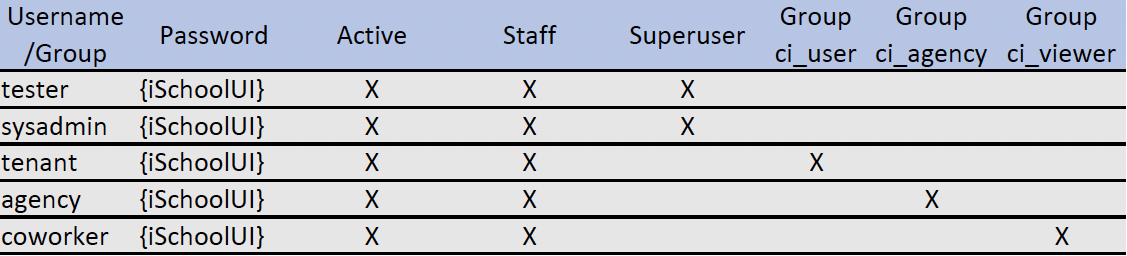 Username /Group Password Active Staff Superuser Group ci_user Group ci_agency Group ci_viewer
tester {iSchoolUI} X X X
sysadmin {iSchoolUI} X X X
tenant {iSchoolUI} X X X
agency {iSchoolUI} X X X
coworker {iSchoolUI} X X X